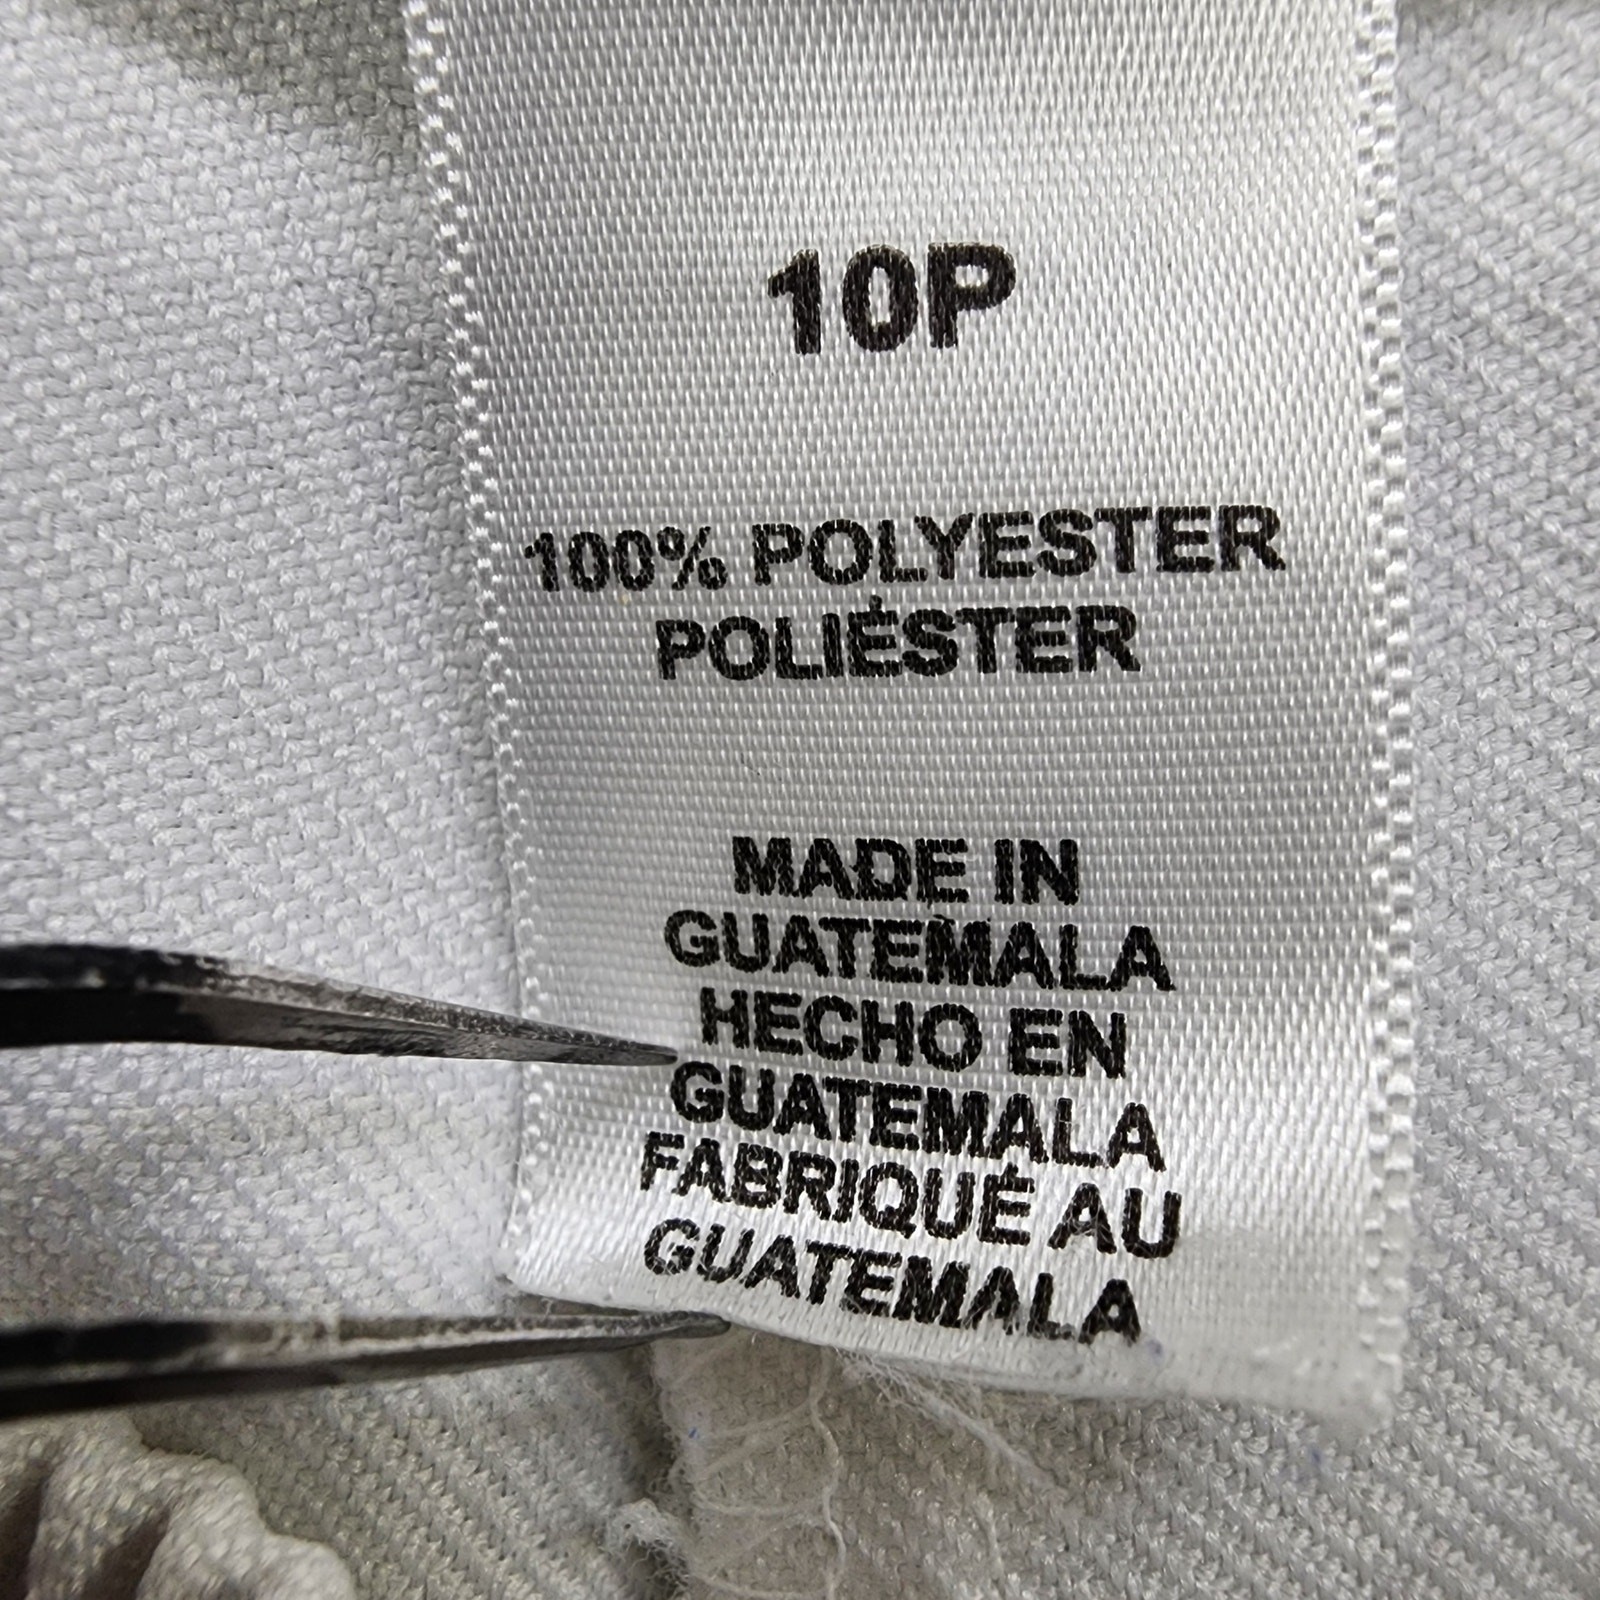 10P
100% POLYESTER
POLIÉSTER
MADE IN
GUATEMALA
HECHO EN
GUATEMALA
FABRIQUÉ AU
GUATEMALA